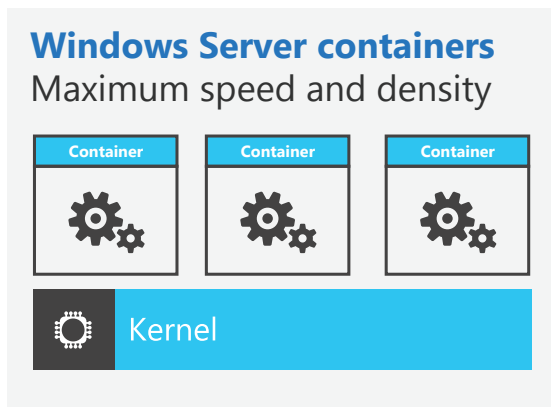 Windows Server containers
Maximum speed and density
Container Container Container
Kernel